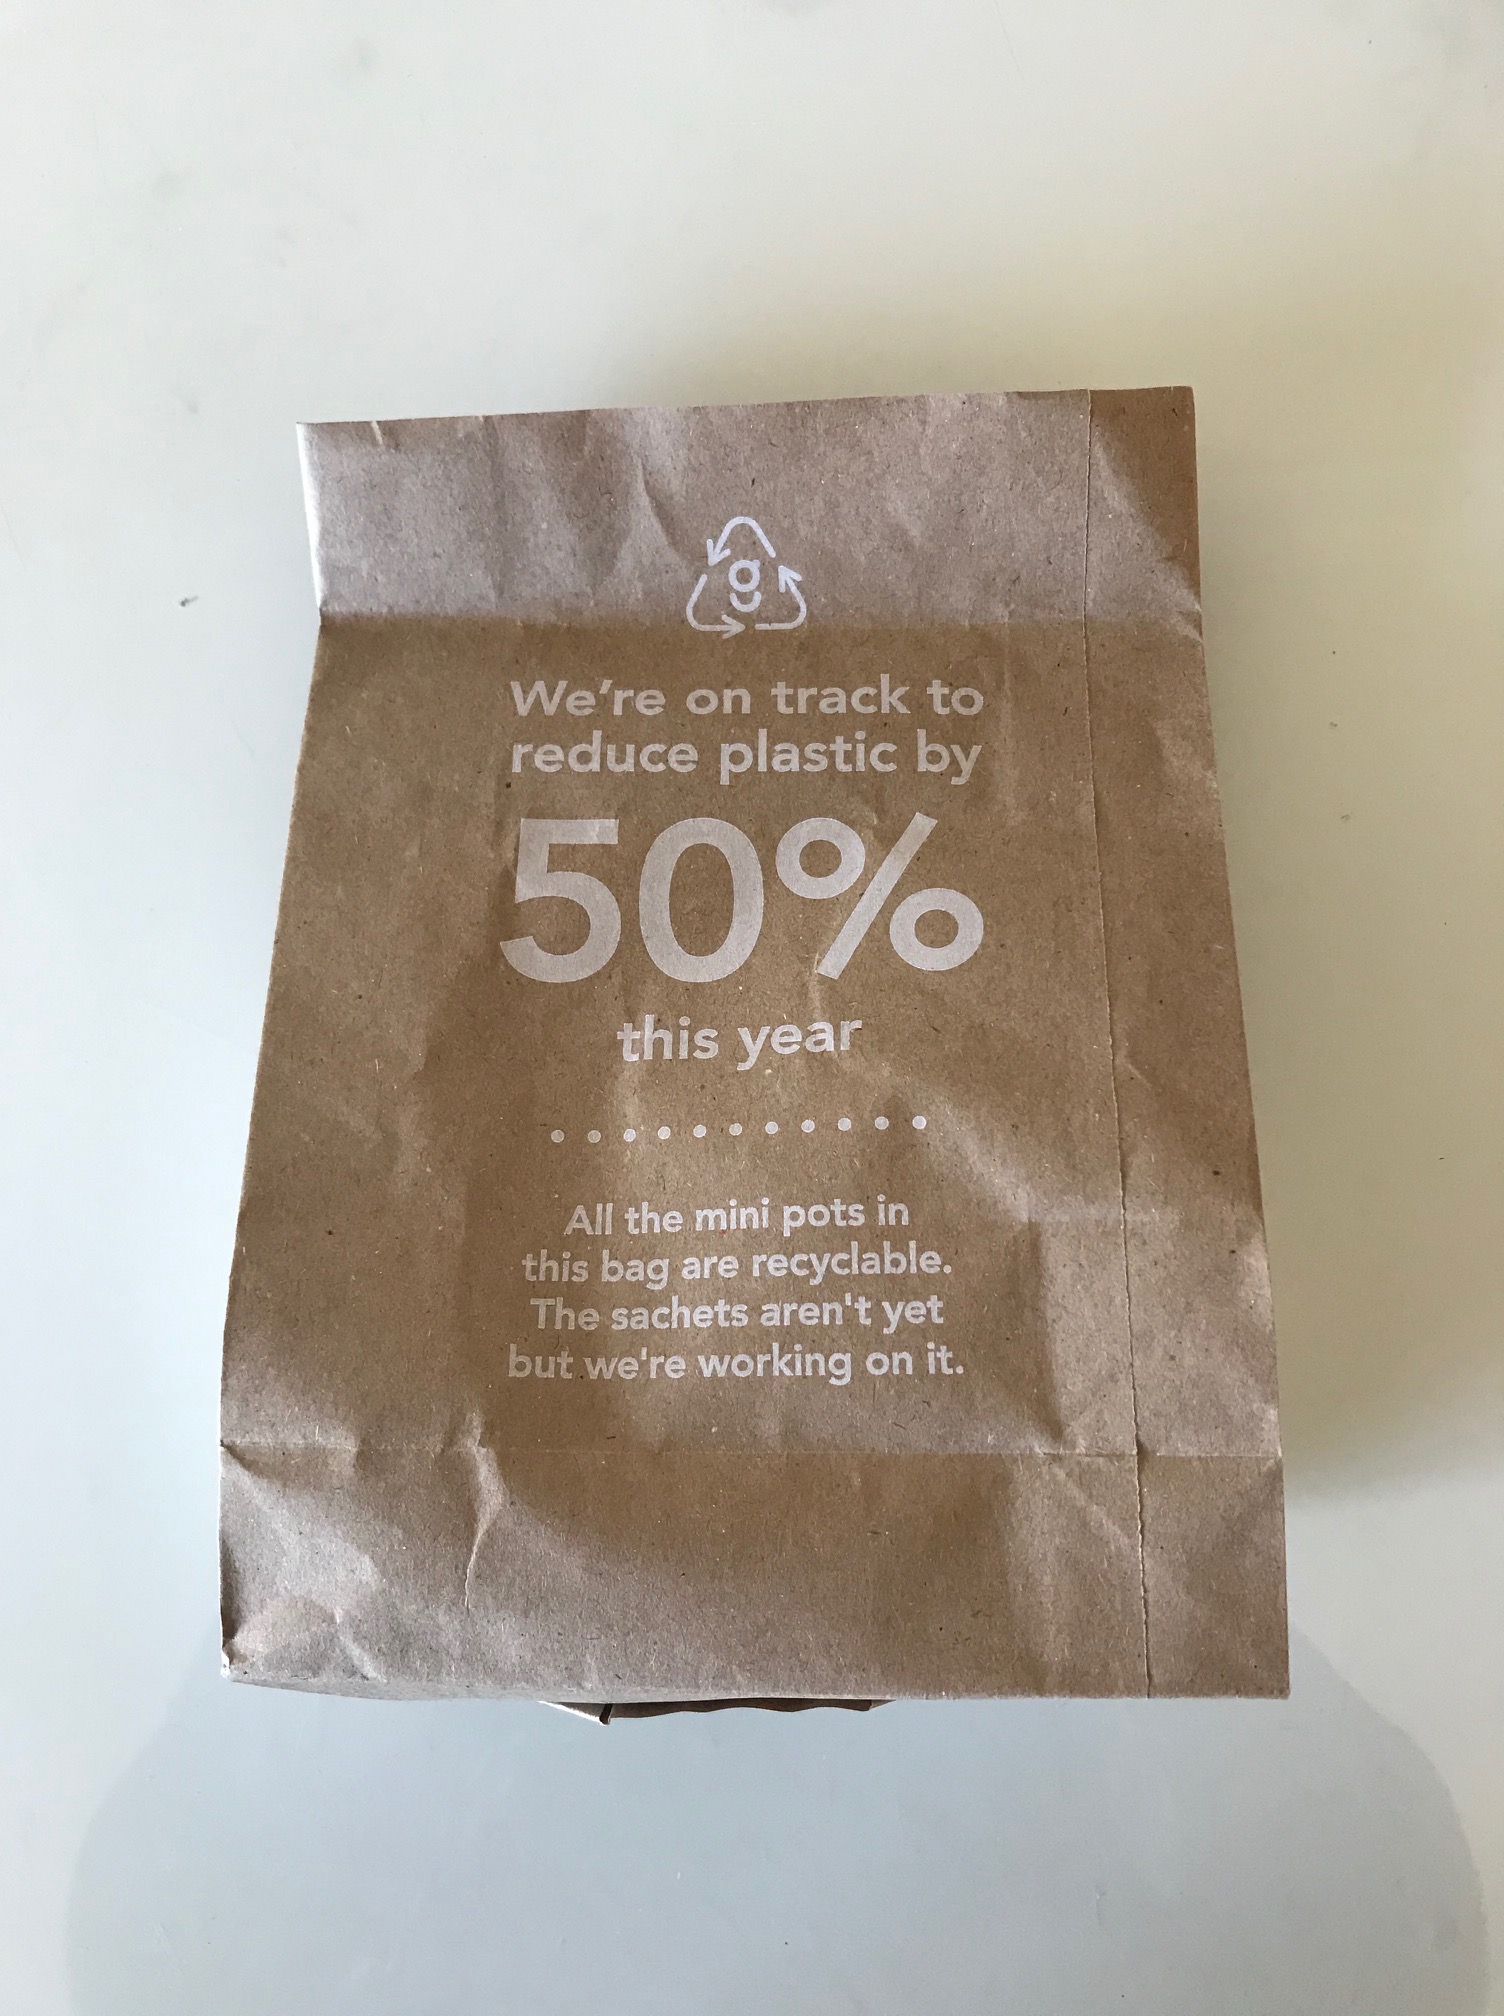 g
We're on track to
reduce plastic by
50%
this year
All the mini pots in
this bag are recyclable.
The sachets aren't yet
but we're working on it.